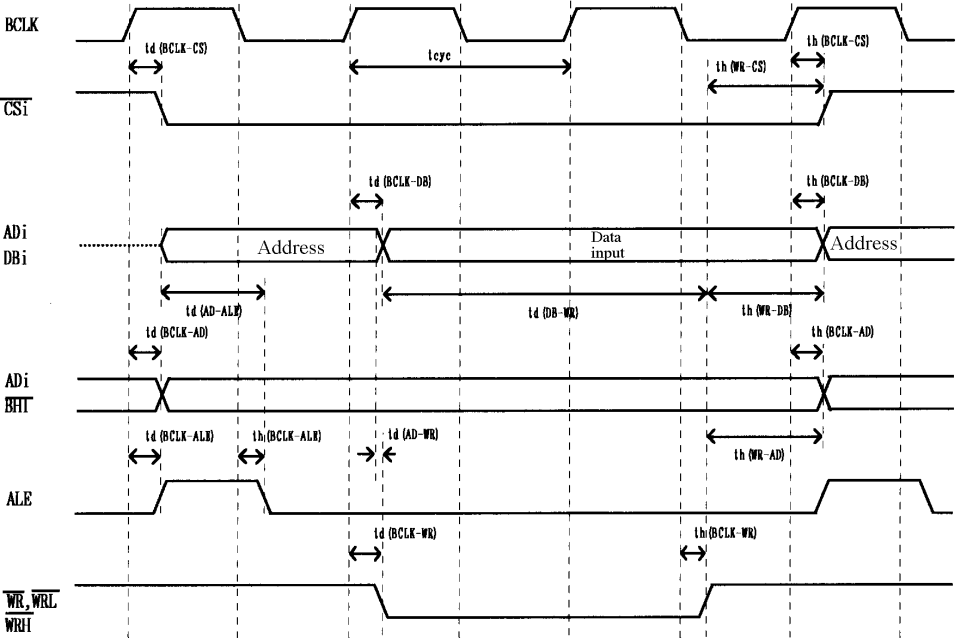 BCLK
td(BCLK-CS)
tcyc
th(BCLK-CS)
th(WR-CS)
CSi
td(BCLK-DB)
th(BCLK-DB)
ADi
DBi
Address
Data
input
Address
td(AD-ALE)
td(DB-WR)
th(WR-DB)
td(BCLK-AD)
th(BCLK-AD)
ADi
BHI
td(BCLK-ALE)
th(BCLK-ALE)
td(AD-WR)
th(WR-AD)
ALE
td(BCLK-WR)
th(BCLK-WR)
WR,WRL
WRH